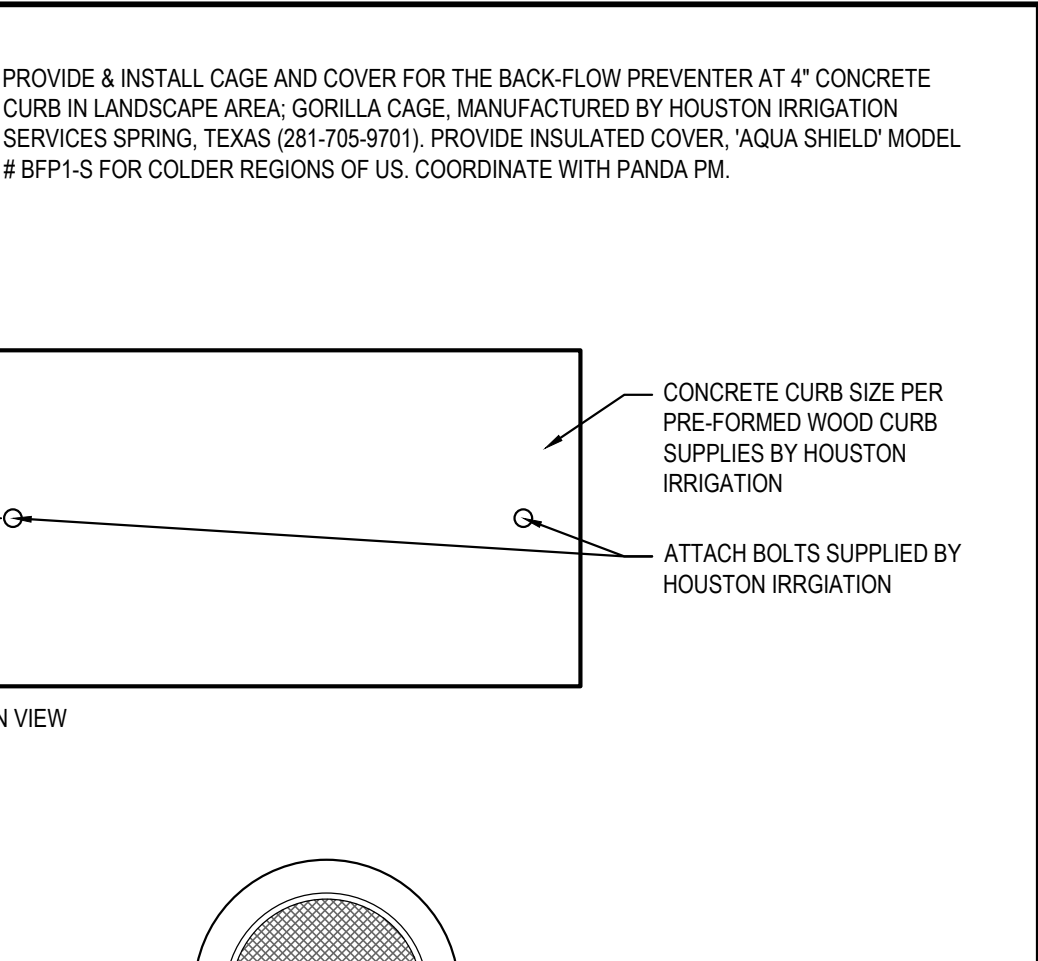 PROVIDE & INSTALL CAGE AND COVER FOR THE BACK-FLOW PREVENTER AT 4" CONCRETE
CURB IN LANDSCAPE AREA; GORILLA CAGE, MANUFACTURED BY HOUSTON IRRIGATION
SERVICES SPRING, TEXAS (281-705-9701). PROVIDE INSULATED COVER, 'AQUA SHIELD' MODEL
# BFP1-S FOR COLDER REGIONS OF US. COORDINATE WITH PANDA PM.
CONCRETE CURB SIZE PER
PRE-FORMED WOOD CURB
SUPPLIES BY HOUSTON
IRRIGATION
ATTACH BOLTS SUPPLIED BY
HOUSTON IRRGIATION
VIEW